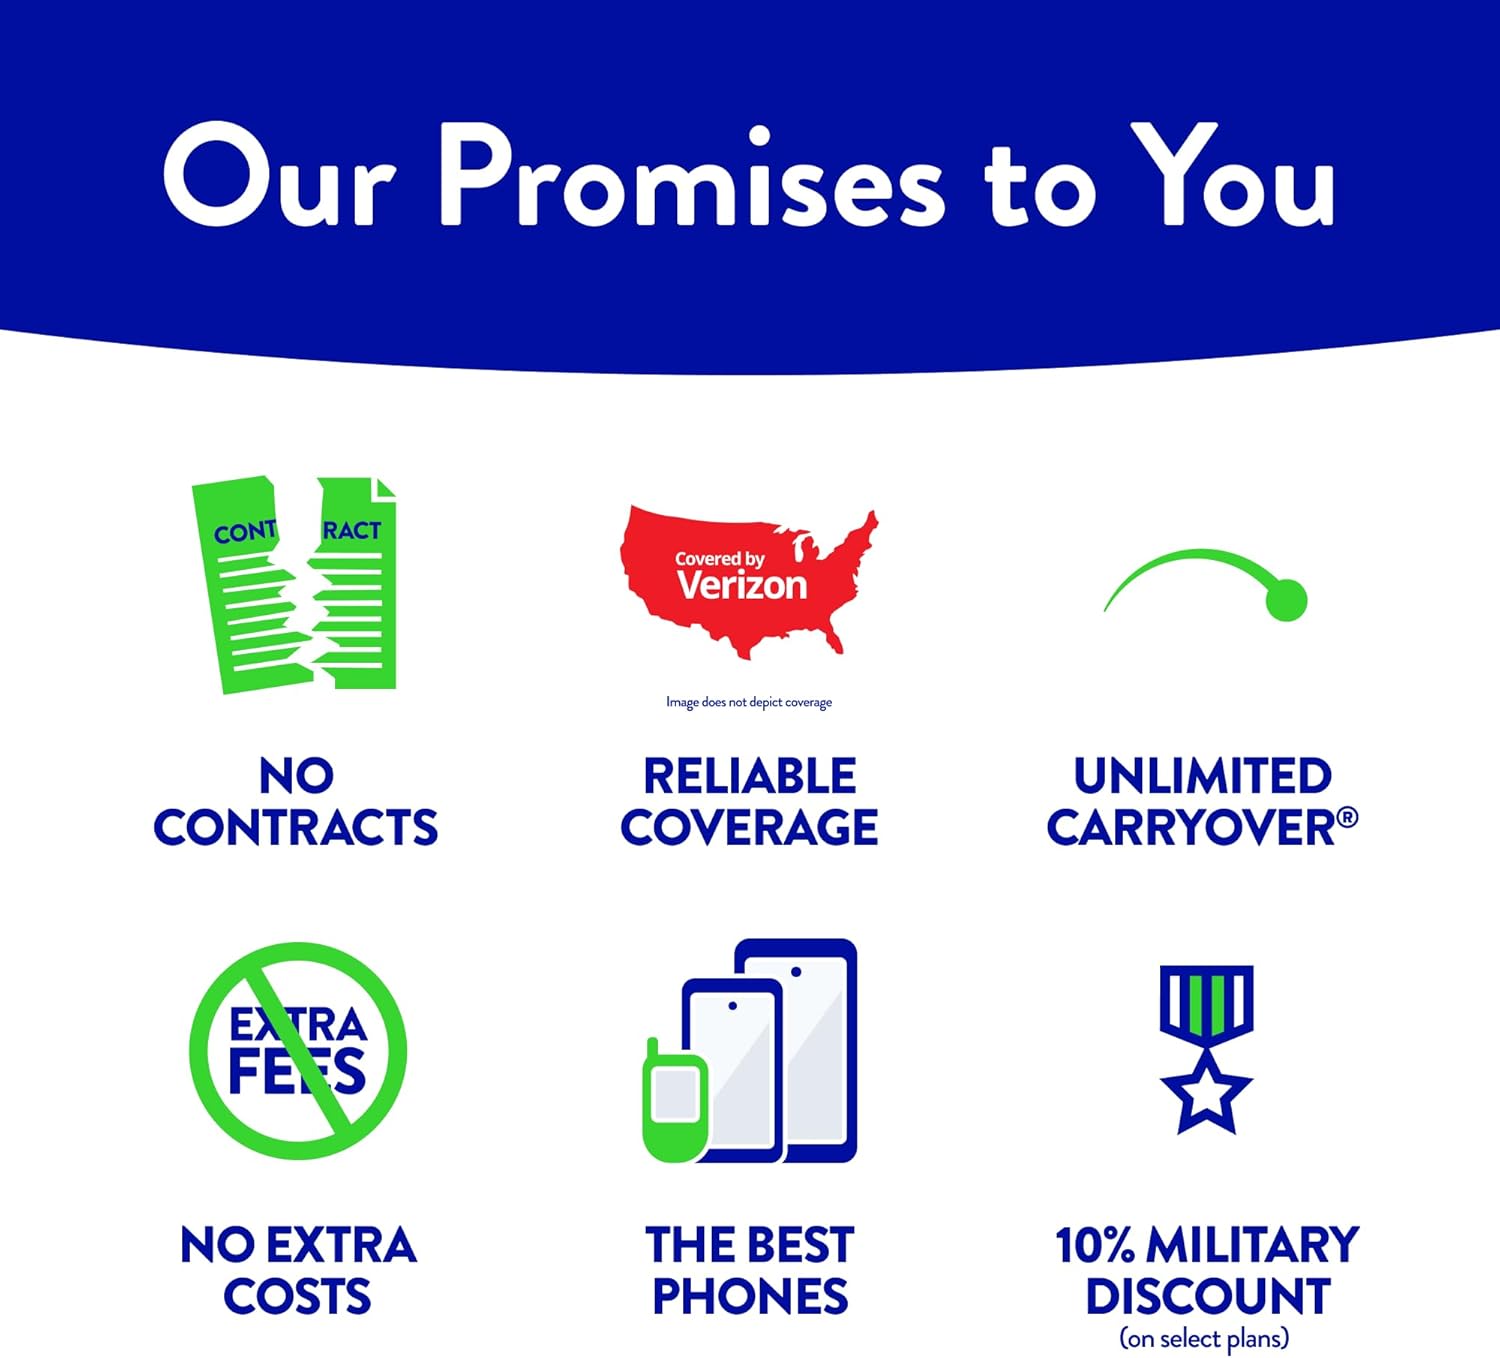 Our Promises to You
CONT RACT
Covered by
Verizon
Image does not depict coverage
NO
CONTRACTS
RELIABLE
COVERAGE
UNLIMITED
CARRYOVER®
EXTRA
FEES
NO EXTRA
COSTS
THE BEST
PHONES
10% MILITARY
DISCOUNT
(on select plans)